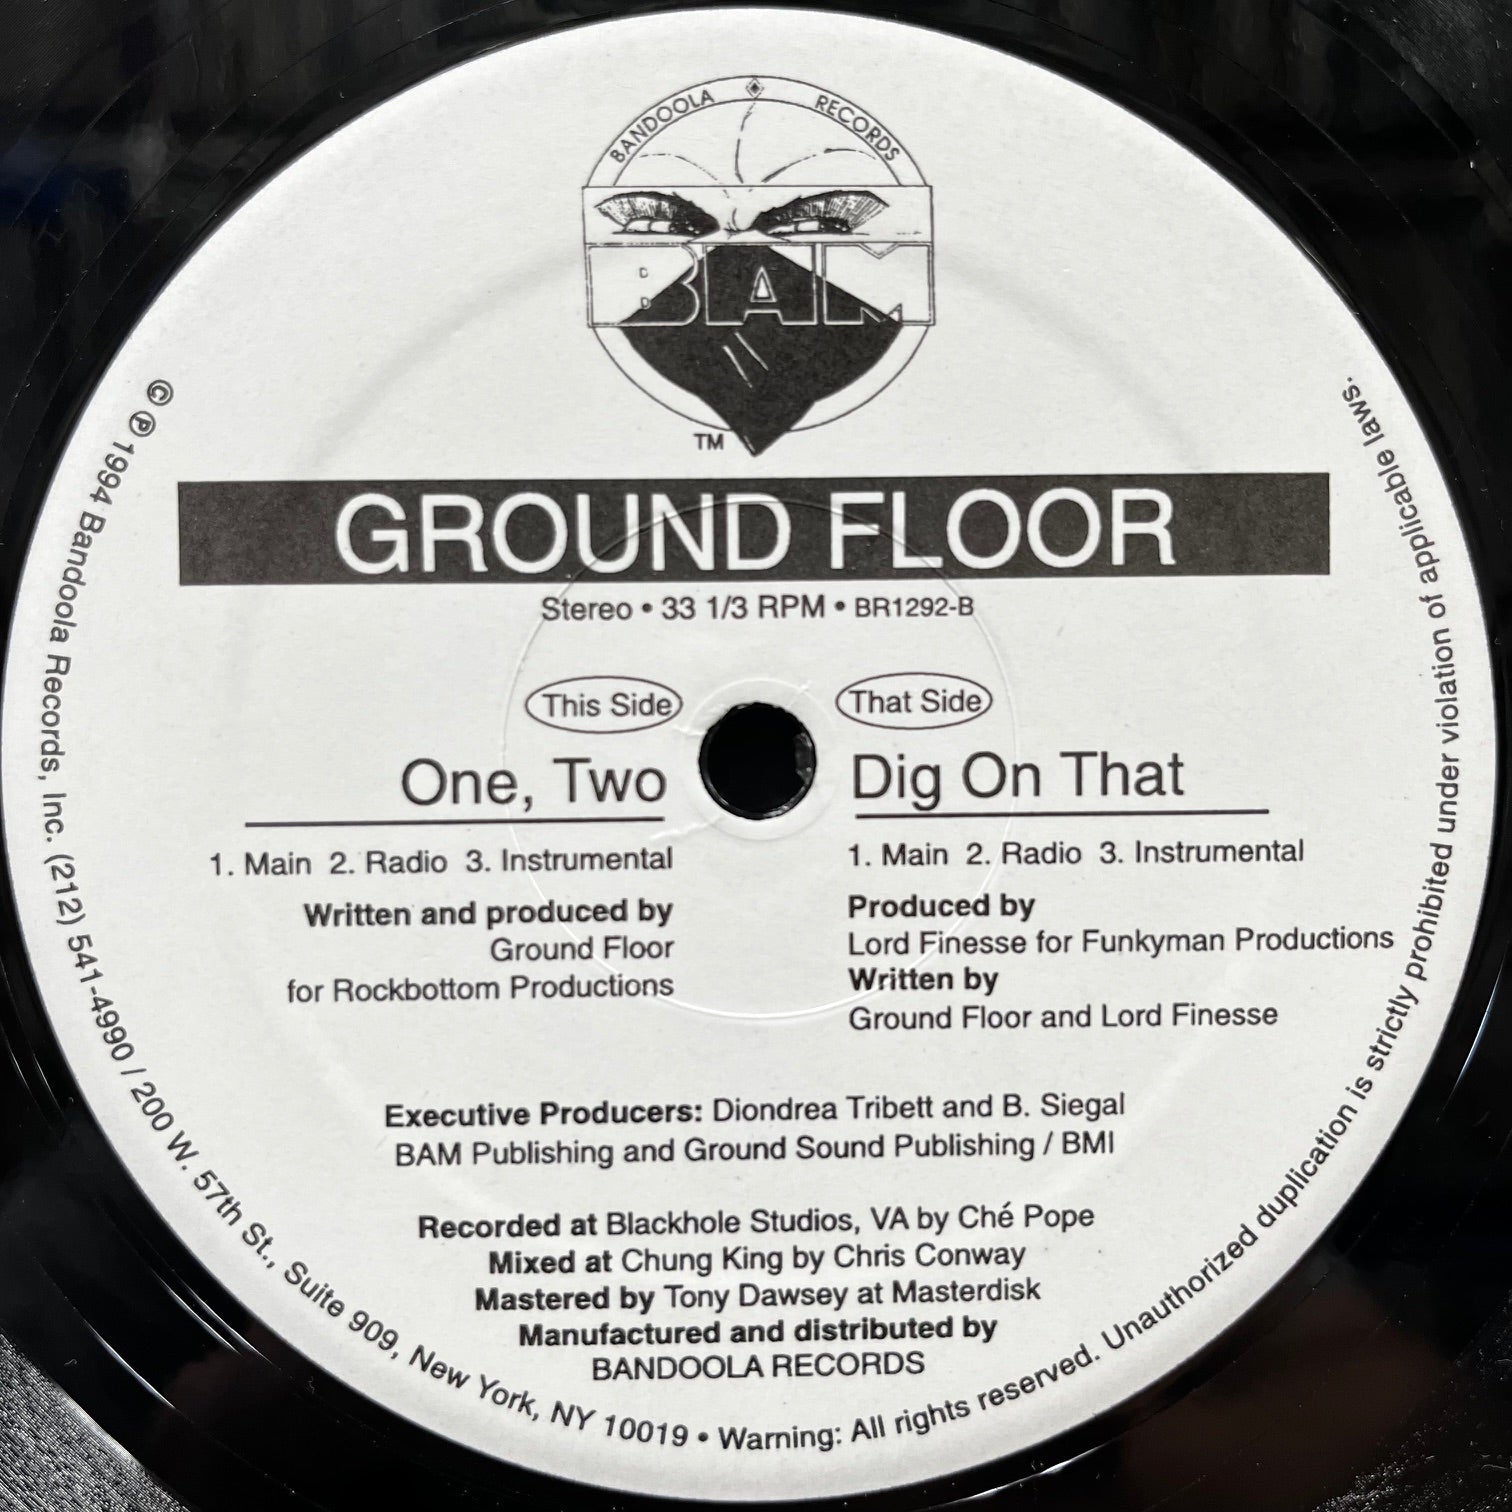 BANDOOLA RECORDS
BAM
TM
GROUND FLOOR
Stereo • 33 1/3 RPM • BR1292-B
This Side
One, Two
1. Main 2. Radio 3. Instrumental
Written and produced by
Ground Floor
for Rockbottom Productions
That Side
Dig On That
1. Main 2. Radio 3. Instrumental
Produced by
Lord Finesse for Funkyman Productions
Written by
Ground Floor and Lord Finesse
Executive Producers: Diondrea Tribett and B. Siegal
BAM Publishing and Ground Sound Publishing / BMI
Recorded at Blackhole Studios, VA by Ché Pope
Mixed at Chung King by Chris Conway
Mastered by Tony Dawsey at Masterdisk
Manufactured and distributed by
BANDOOLA RECORDS
© ℗ 1994 Bandoola Records, Inc. (212) 541-4990 / 200 W. 57th St., Suite 909, New York, NY 10019 • Warning: All rights reserved. Unauthorized duplication is strictly prohibited under violation of applicable laws.